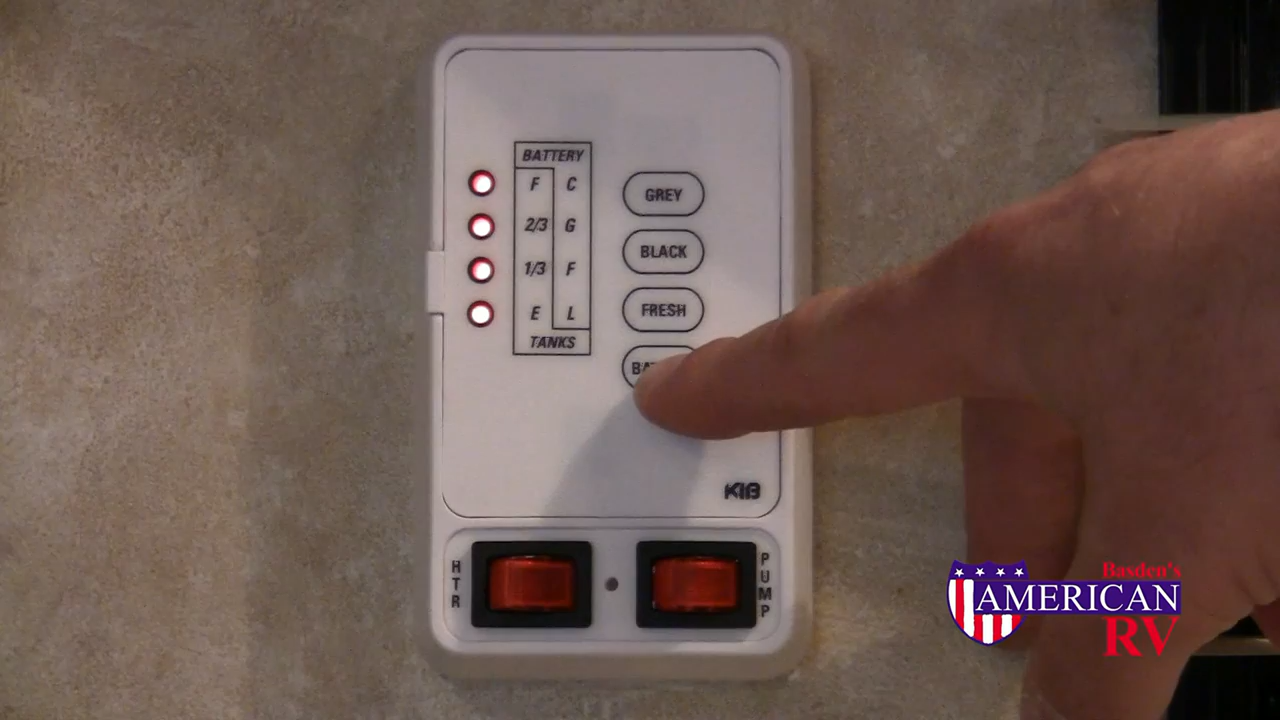 BATTERY
F C
2/3 G
1/3 F
E L
TANKS
GREY
BLACK
FRESH
KIB
HTR
PUMP
Basden's
AMERICAN
RV